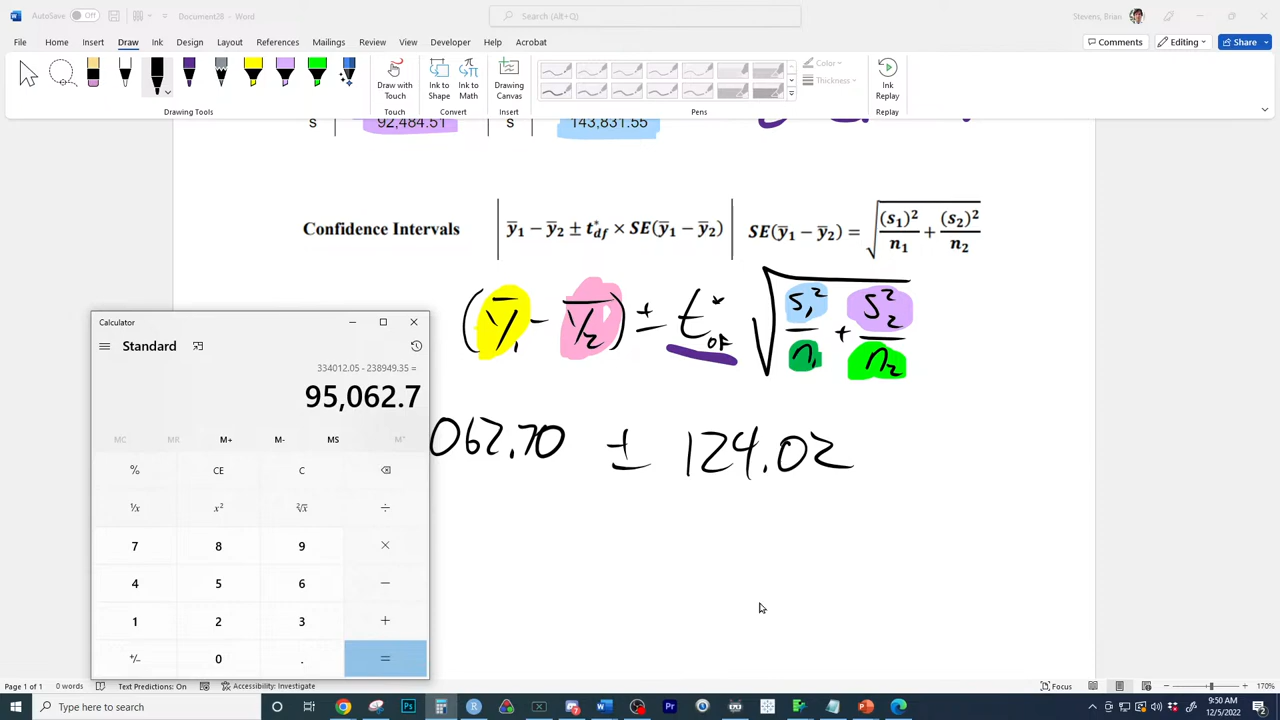 AutoSave Off Document28 - Word Search (Alt+Q) Stevens, Brian
File Home Insert Draw Ink Design Layout References Mailings Review View Developer Help Acrobat Comments Editing Share
Draw with Touch Ink to Shape Ink to Math Drawing Canvas Color Thickness Ink Replay
Drawing Tools Touch Convert Insert Pens Replay
s 92,484.51 s 143,831.55
Confidence Intervals ȳ₁ − ȳ₂ ± t*df × SE(ȳ₁ − ȳ₂) SE(ȳ₁ − ȳ₂) = √((s₁)²/n₁ + (s₂)²/n₂)
(ȳ₁ − ȳ₂) ± t*DF √(s₁²/n₁ + s₂²/n₂)
062.70 ± 124.02
Calculator
Standard
334012.05 - 238949.35 =
95,062.7
MC MR M+ M- MS M˅
% CE C
¹/x x² ²√x ÷
7 8 9 ×
4 5 6 −
1 2 3 +
+/− 0 . =
Page 1 of 1 0 words Text Predictions: On Accessibility: Investigate Focus 170%
Type here to search 9:50 AM
12/5/2022